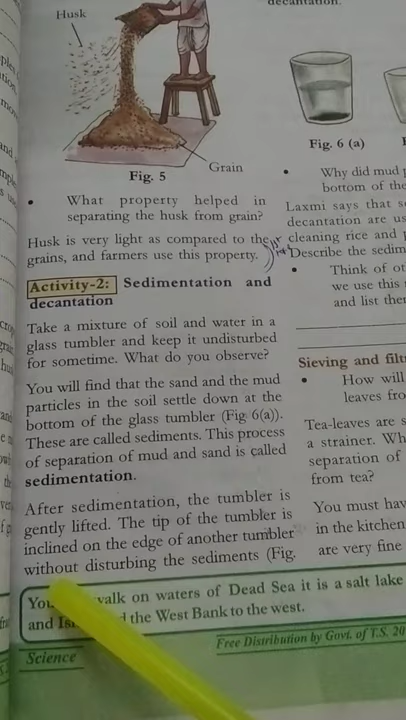 Husk
Grain
Fig. 5
What property helped in
separating the husk from grain?
Husk is very light as compared to the
grains, and farmers use this property.
Activity-2: Sedimentation and
decantation
Take a mixture of soil and water in a
glass tumbler and keep it undisturbed
for sometime. What do you observe?
You will find that the sand and the mud
particles in the soil settle down at the
bottom of the glass tumbler (Fig 6(a)).
These are called sediments. This process
of separation of mud and sand is called
sedimentation.
After sedimentation, the tumbler is
gently lifted. The tip of the tumbler is
inclined on the edge of another tumbler
without disturbing the sediments (Fig.
decantation.
Fig. 6 (a)
Why did mud
bottom of the
Laxmi says that
decantation are
cleaning rice and
Describe the
Think of
we use this
and list
Sieving and
How will
leaves
Tea-leaves are
a strainer.
separation of
from tea?
You must
in the kitchen
are very fine
walk on waters of Dead Sea it is a salt lake
and the West Bank to the west.
Science
Free Distribution by Govt. of T.S.